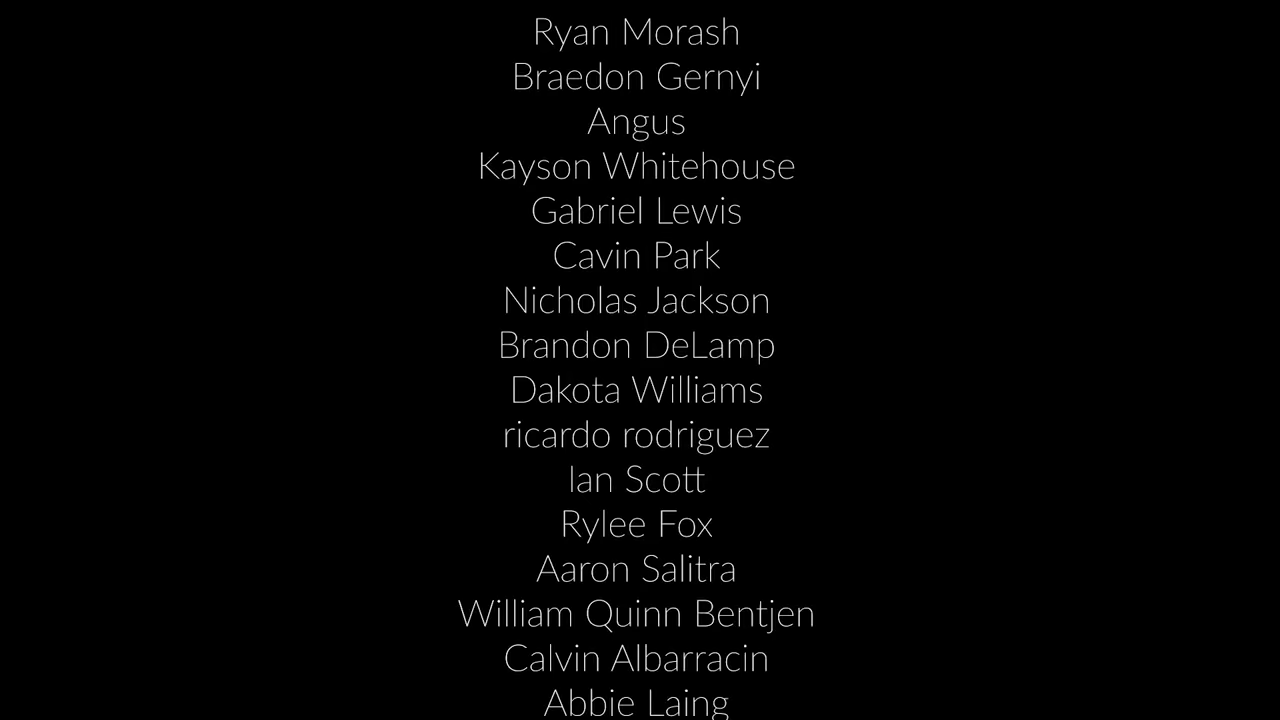 Ryan Morash
Braedon Gernyi
Angus
Kayson Whitehouse
Gabriel Lewis
Cavin Park
Nicholas Jackson
Brandon DeLamp
Dakota Williams
ricardo rodriguez
Ian Scott
Rylee Fox
Aaron Salitra
William Quinn Bentjen
Calvin Albarracin
Abbie Laing